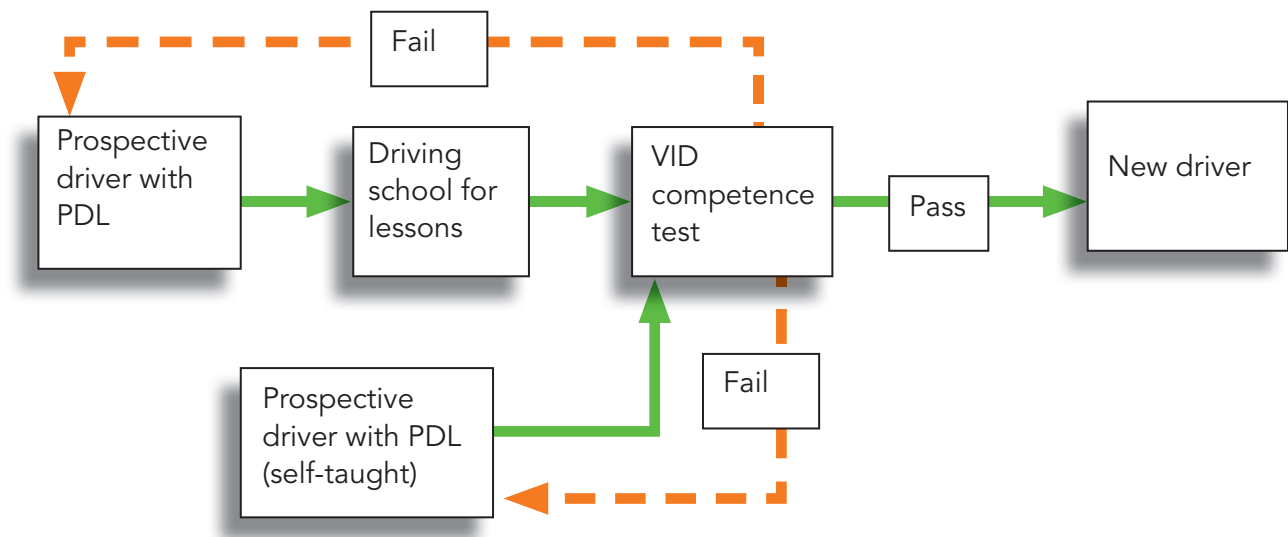 Fail
Prospective
driver with
PDL
Driving
school for
lessons
VID
competence
test
Pass
New driver
Prospective
driver with PDL
(self-taught)
Fail